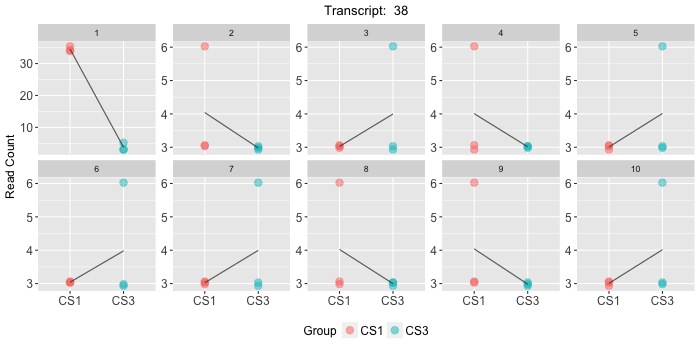 Transcript: 38
1 2 3 4 5
30 6 6 6 6
5 5 5 5
20
4 4 4 4
10
3 3 3 3
Read Count
6 7 8 9 10
6 6 6 6 6
5 5 5 5 5
4 4 4 4 4
3 3 3 3 3
CS1 CS3 CS1 CS3 CS1 CS3 CS1 CS3 CS1 CS3
Group CS1 CS3